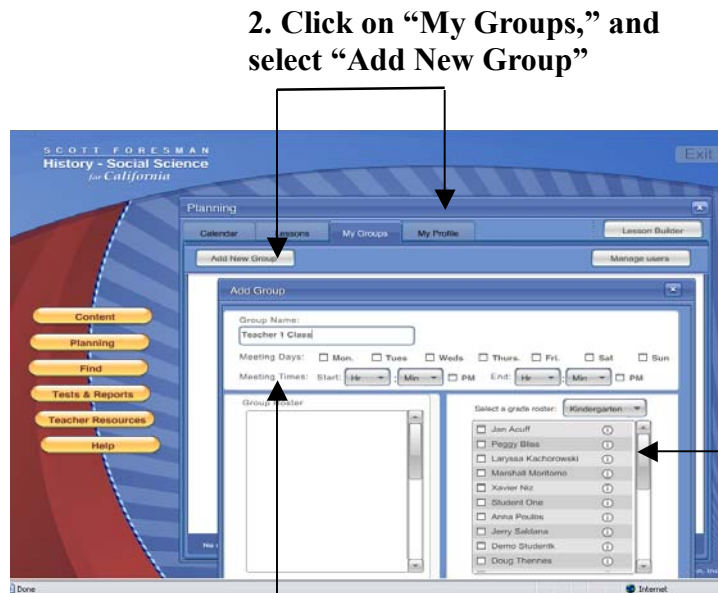 2. Click on “My Groups,” and
select “Add New Group”
SCOTT FORESMAN
History - Social Science
for California
Exit
Planning
Calendar Lessons My Groups My Profile Lesson Builder
Add New Group Manage users
Add Group
Group Name:
Teacher 1 Class
Meeting Days: Mon. Tues Weds Thurs. Fri. Sat Sun
Meeting Times: Start: Hr : Min PM End: Hr : Min PM
Group Roster
Select a grade roster: Kindergarten
Jan Acuff
Peggy Bliss
Laryssa Kachorowski
Marshall Moritomo
Xavier Niz
Student One
Anna Poulos
Jerry Saldana
Demo Studentk
Doug Thennes
Content
Planning
Find
Tests & Reports
Teacher Resources
Help
No
Done
Internet